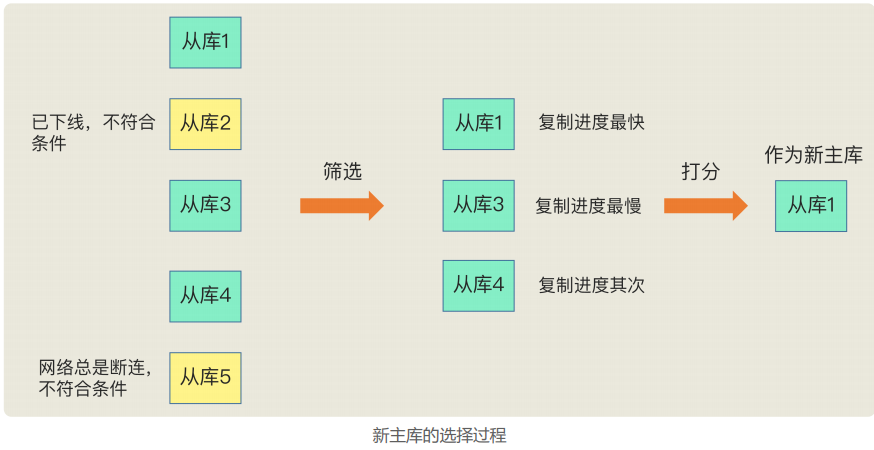 从库1
已下线，不符合
条件
从库2
从库3
从库4
网络总是断连，
不符合条件
从库5
筛选
从库1
复制进度最快
从库3
复制进度最慢
从库4
复制进度其次
打分
作为新主库
从库1
新主库的选择过程